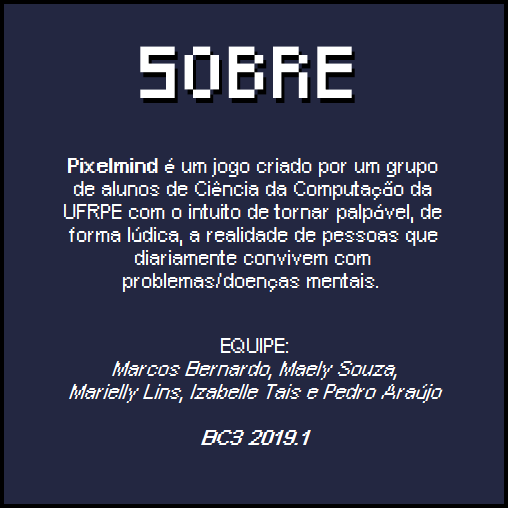 SOBRE
Pixelmind é um jogo criado por um grupo
de alunos de Ciência da Computação da
UFRPE com o intuito de tornar palpável, de
forma lúdica, a realidade de pessoas que
diariamente convivem com
problemas/doenças mentais.
EQUIPE:
Marcos Bernardo, Maely Souza,
Marielly Lins, Izabelle Tais e Pedro Araújo
BC3 2019.1